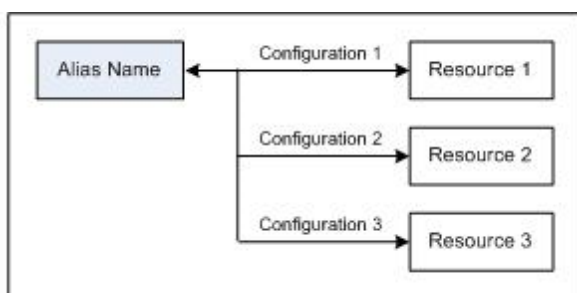 Alias Name
Configuration 1
Resource 1
Configuration 2
Resource 2
Configuration 3
Resource 3